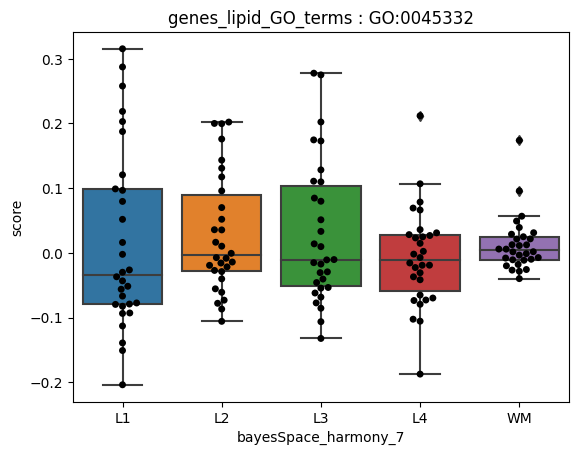 genes_lipid_GO_terms : GO:0045332
score
0.3
0.2
0.1
0.0
−0.1
−0.2
L1 L2 L3 L4 WM
bayesSpace_harmony_7